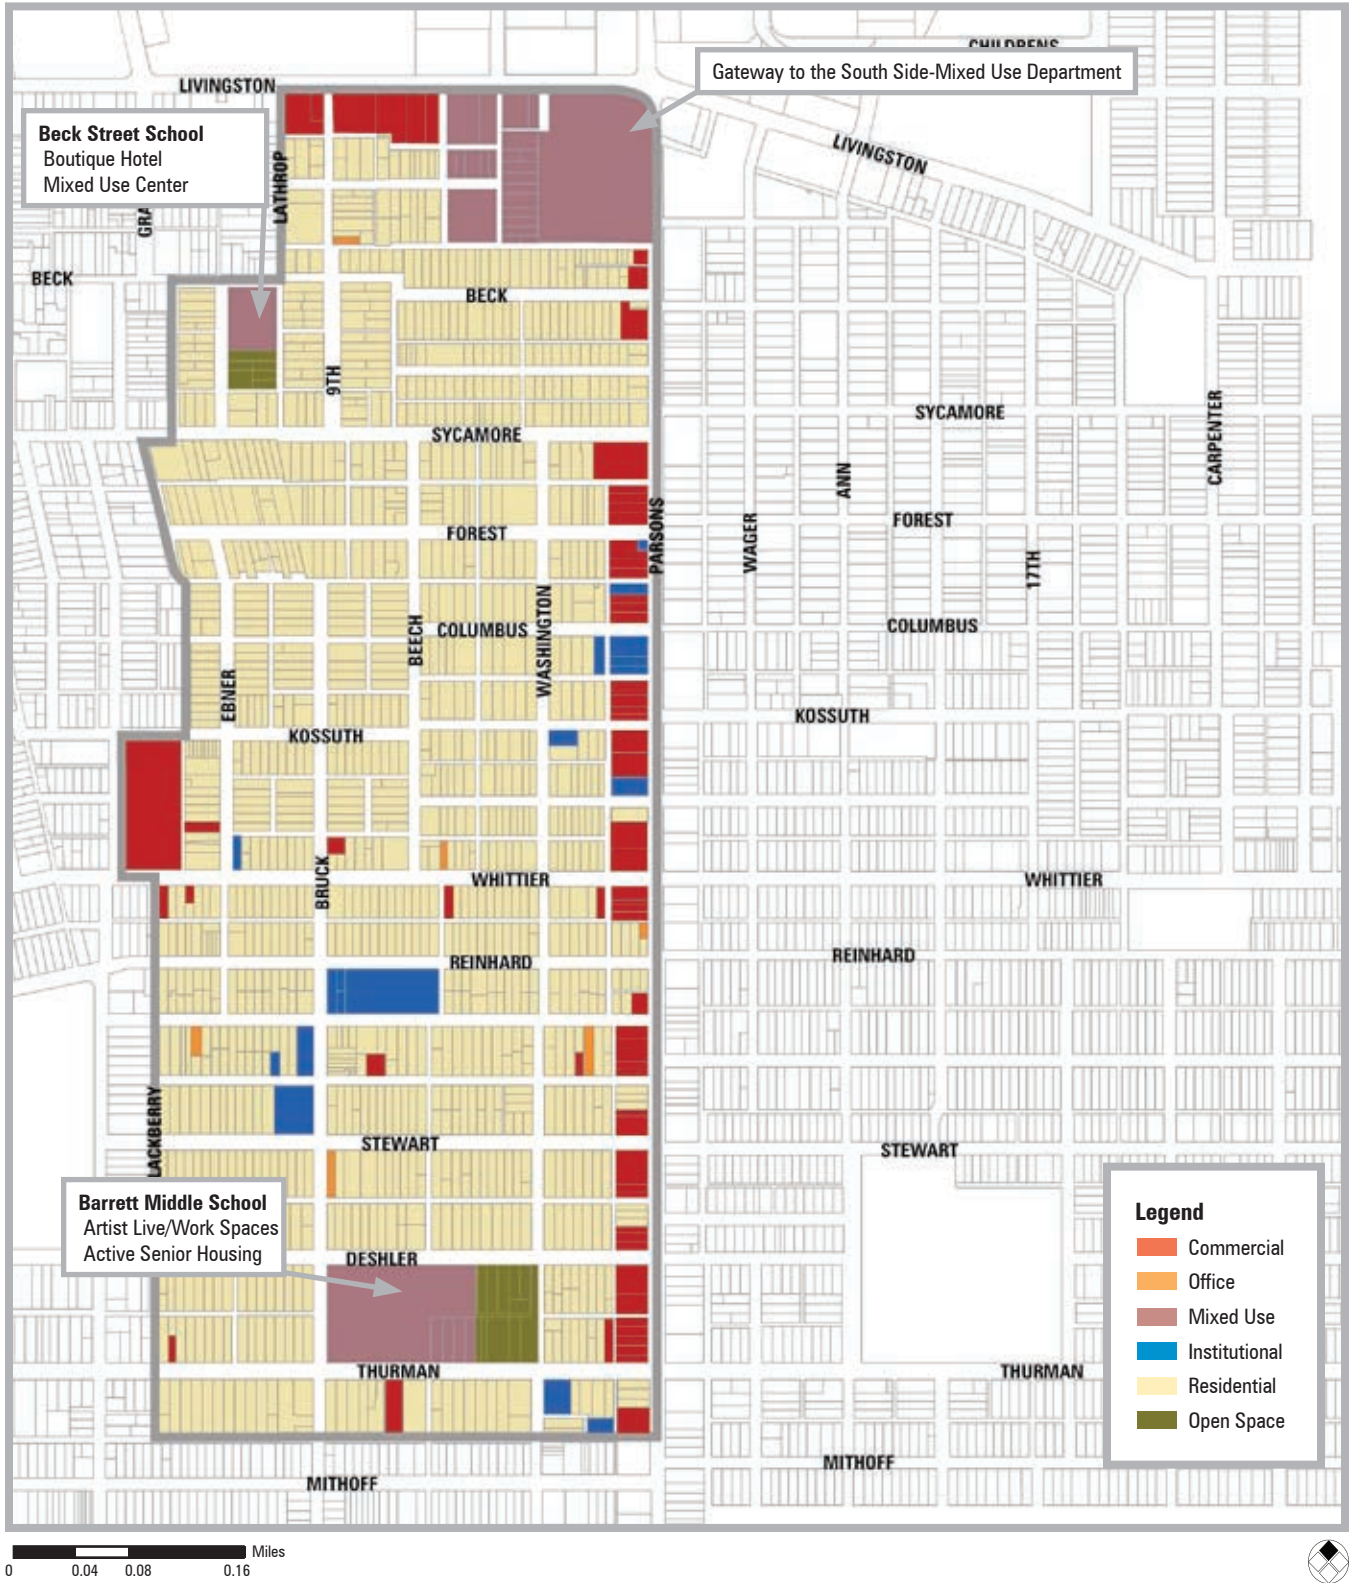 CHILDRENS
Gateway to the South Side-Mixed Use Department
LIVINGSTON
Beck Street School
Boutique Hotel
Mixed Use Center
LIVINGSTON
LATHROP
GRA
BECK
BECK
9TH
SYCAMORE
SYCAMORE
CARPENTER
ANN
PARSONS
WAGER
FOREST
FOREST
17TH
WASHINGTON
BEECH
COLUMBUS
COLUMBUS
EBNER
KOSSUTH
KOSSUTH
BRUCK
WHITTIER
WHITTIER
REINHARD
REINHARD
LACKBERRY
STEWART
STEWART
Barrett Middle School
Artist Live/Work Spaces
Active Senior Housing
DESHLER
THURMAN
THURMAN
MITHOFF
MITHOFF
Legend
Commercial
Office
Mixed Use
Institutional
Residential
Open Space
Miles
0 0.04 0.08 0.16